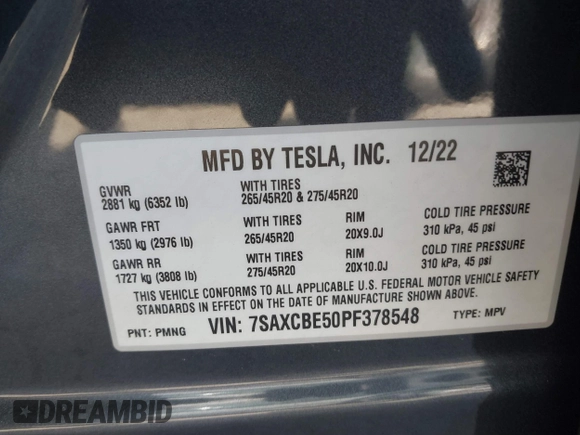 MFD BY TESLA, INC. 12/22
GVWR
2881 kg (6352 lb)
WITH TIRES
265/45R20 & 275/45R20
GAWR FRT
1350 kg (2976 lb)
WITH TIRES
265/45R20
RIM
20X9.0J
COLD TIRE PRESSURE
310 kPa, 45 psi
GAWR RR
1727 kg (3808 lb)
WITH TIRES
275/45R20
RIM
20X10.0J
COLD TIRE PRESSURE
310 kPa, 45 psi
THIS VEHICLE CONFORMS TO ALL APPLICABLE U.S. FEDERAL MOTOR VEHICLE SAFETY
STANDARDS IN EFFECT ON THE DATE OF MANUFACTURE SHOWN ABOVE.
PNT: PMNG VIN: 7SAXCBE50PF378548 TYPE: MPV
DREAMBID